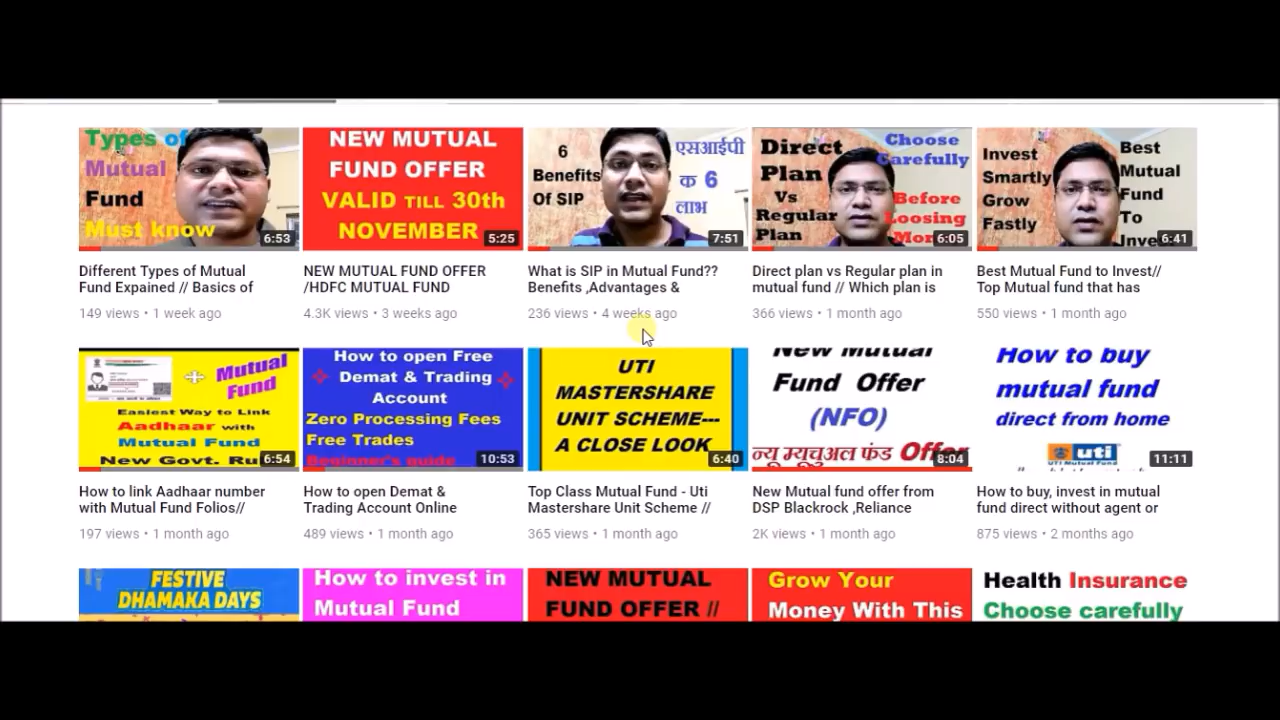 Types of
Mutual
Fund
Must know
6:53
Different Types of Mutual
Fund Expained // Basics of
149 views • 1 week ago
NEW MUTUAL
FUND OFFER
VALID TILL 30th
NOVEMBER
5:25
NEW MUTUAL FUND OFFER
/HDFC MUTUAL FUND
4.3K views • 3 weeks ago
6
Benefits
Of SIP
एसआईपी
क 6
लाभ
7:51
What is SIP in Mutual Fund??
Benefits ,Advantages &
236 views • 4 weeks ago
Direct
Plan
Vs
Regular
Plan
Choose
Carefully
Before
Loosing
6:05
Direct plan vs Regular plan in
mutual fund // Which plan is
366 views • 1 month ago
Invest
Smartly
Grow
Fastly
Best
Mutual
Fund
To
6:41
Best Mutual Fund to Invest//
Top Mutual fund that has
550 views • 1 month ago
Mutual
Fund
Easiest Way to Link
Aadhaar with
Mutual Fund
New Govt.
6:54
How to link Aadhaar number
with Mutual Fund Folios//
197 views • 1 month ago
How to open Free
Demat & Trading
Account
Zero Processing Fees
Free Trades
Beginner's guide
10:53
How to open Demat &
Trading Account Online
489 views • 1 month ago
UTI
MASTERSHARE
UNIT SCHEME---
A CLOSE LOOK
6:40
Top Class Mutual Fund - Uti
Mastershare Unit Scheme //
365 views • 1 month ago
New Mutual
Fund Offer
(NFO)
न्यू म्यूचुअल फंड Offer
8:04
New Mutual fund offer from
DSP Blackrock ,Reliance
2K views • 1 month ago
How to buy
mutual fund
direct from home
uti
UTI Mutual Fund
11:11
How to buy, invest in mutual
fund direct without agent or
875 views • 2 months ago
FESTIVE
DHAMAKA DAYS
How to invest in
Mutual Fund
NEW MUTUAL
FUND OFFER //
Grow Your
Money With This
Health Insurance
Choose carefully